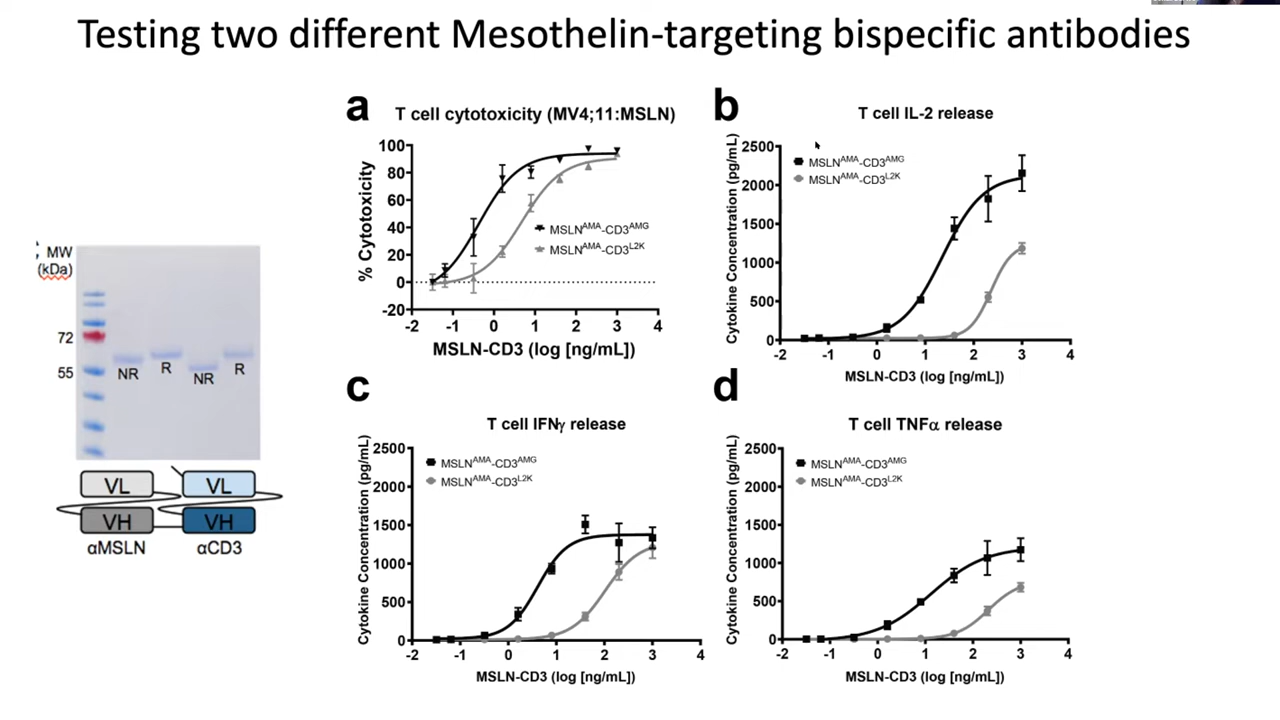 Testing two different Mesothelin-targeting bispecific antibodies
; MW
(kDa)
72
55
NR
R
NR
R
VL
VL
VH
VH
αMSLN
αCD3
a
T cell cytotoxicity (MV4;11:MSLN)
% Cytotoxicity
100
80
60
40
20
0
-20
-2
-1
0
1
2
3
4
MSLN-CD3 (log [ng/mL])
MSLNAMA-CD3AMG
MSLNAMA-CD3L2K
b
T cell IL-2 release
Cytokine Concentration (pg/mL)
2500
2000
1500
1000
500
0
-2
-1
0
1
2
3
4
MSLN-CD3 (log [ng/mL])
MSLNAMA-CD3AMG
MSLNAMA-CD3L2K
c
T cell IFNγ release
Cytokine Concentration (pg/mL)
2500
2000
1500
1000
500
0
-2
-1
0
1
2
3
4
MSLN-CD3 (log [ng/mL])
MSLNAMA-CD3AMG
MSLNAMA-CD3L2K
d
T cell TNFα release
Cytokine Concentration (pg/mL)
2500
2000
1500
1000
500
0
-2
-1
0
1
2
3
4
MSLN-CD3 (log [ng/mL])
MSLNAMA-CD3AMG
MSLNAMA-CD3L2K